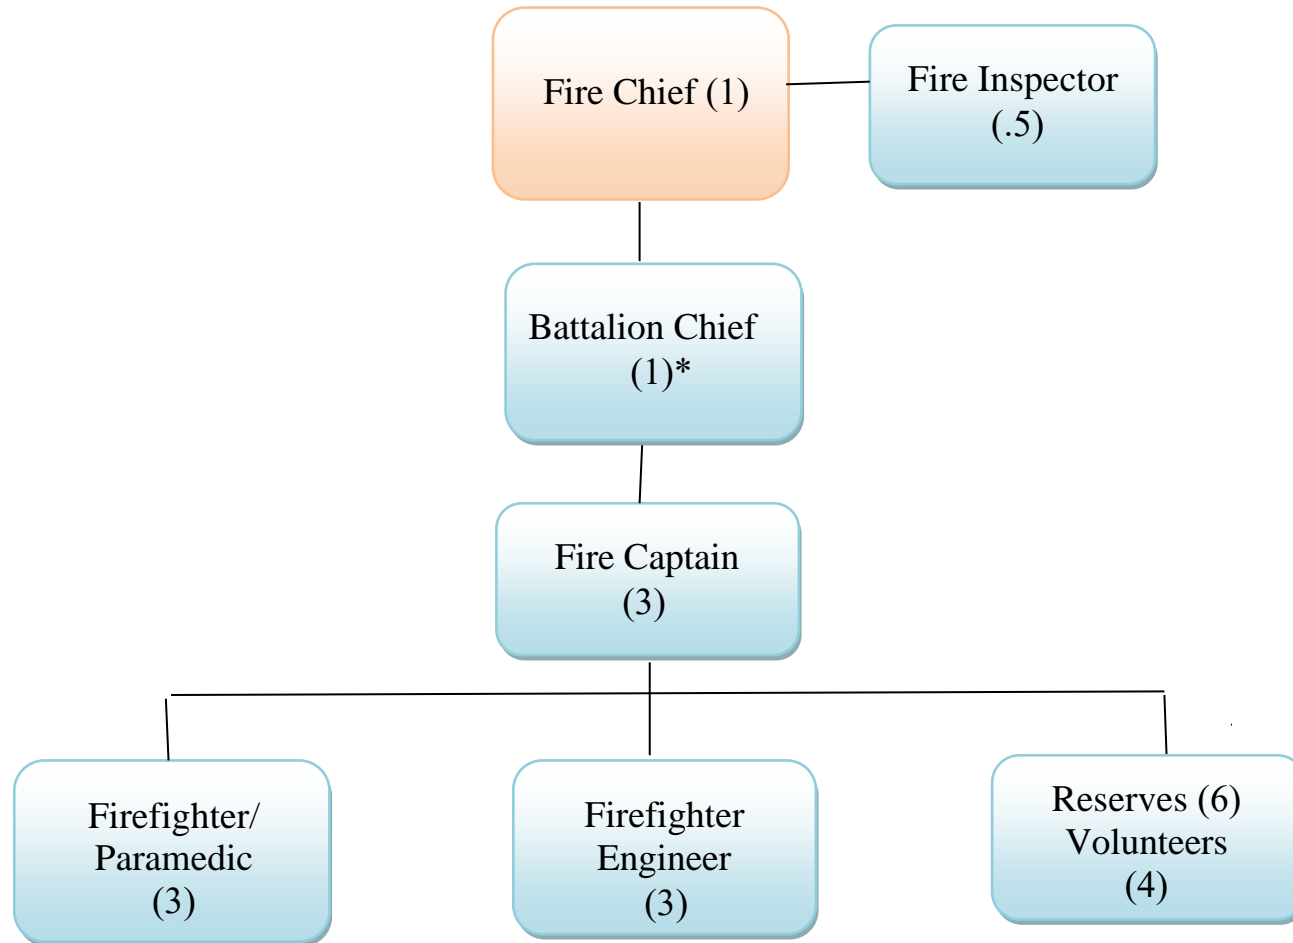 Fire Chief (1)
Fire Inspector
(.5)
Battalion Chief
(1)*
Fire Captain
(3)
Firefighter/
Paramedic
(3)
Firefighter
Engineer
(3)
Reserves (6)
Volunteers
(4)